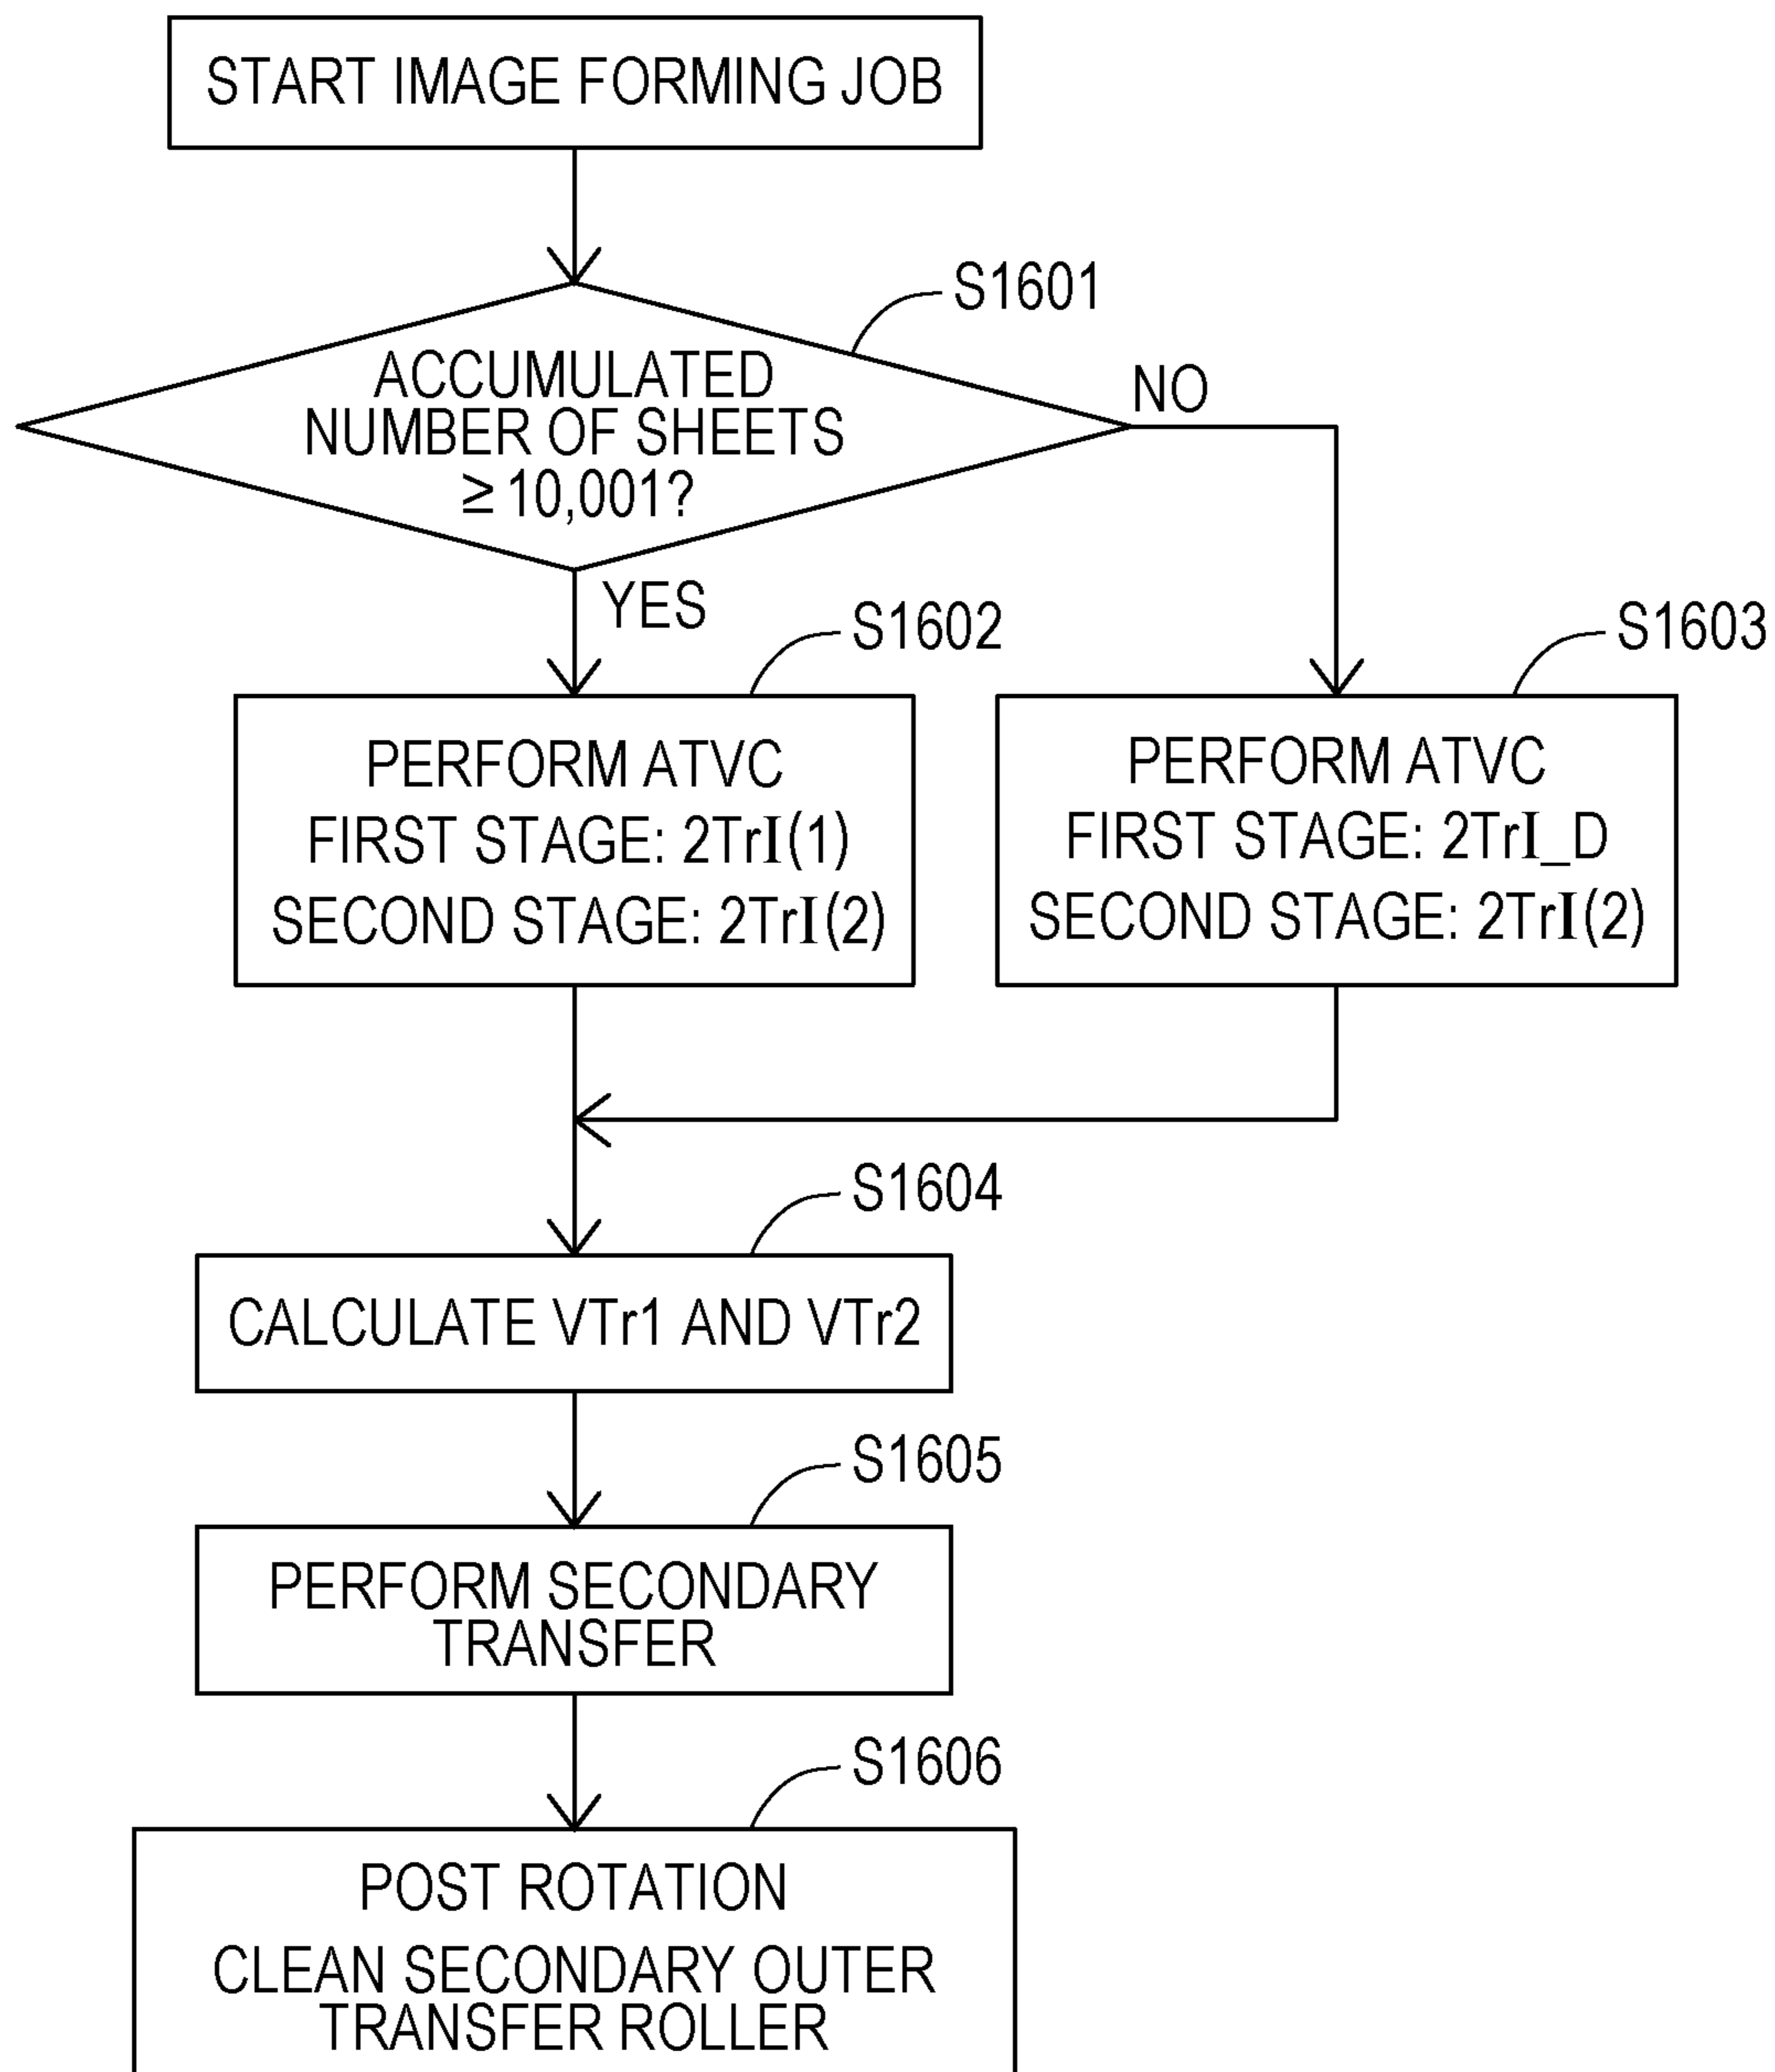 START IMAGE FORMING JOB
S1601
ACCUMULATED
NUMBER OF SHEETS
≥ 10,001?
NO
YES
S1602
PERFORM ATVC
FIRST STAGE: 2TrI(1)
SECOND STAGE: 2TrI(2)
S1603
PERFORM ATVC
FIRST STAGE: 2TrI_D
SECOND STAGE: 2TrI(2)
S1604
CALCULATE VTr1 AND VTr2
S1605
PERFORM SECONDARY
TRANSFER
S1606
POST ROTATION
CLEAN SECONDARY OUTER
TRANSFER ROLLER